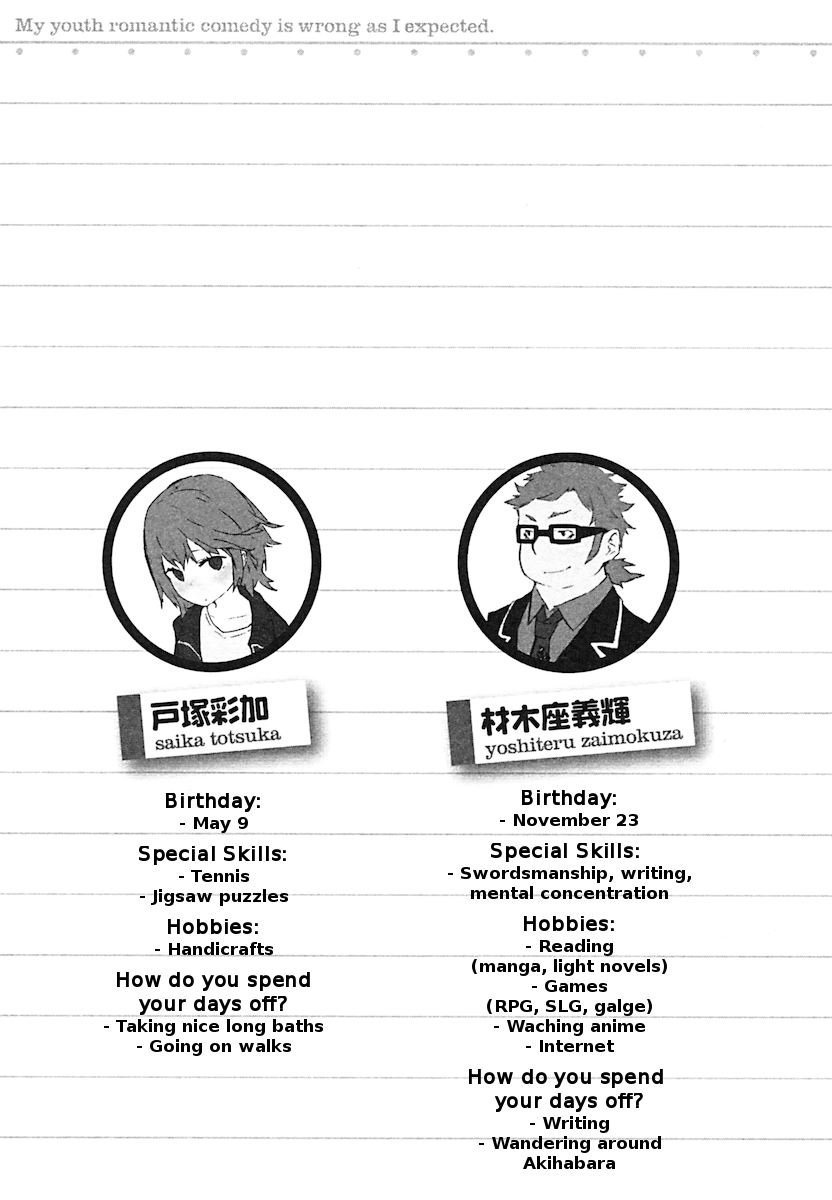 My youth romantic comedy is wrong as I expected.
戸塚彩加
saika totsuka
Birthday:
- May 9
Special Skills:
- Tennis
- Jigsaw puzzles
Hobbies:
- Handicrafts
How do you spend
your days off?
- Taking nice long baths
- Going on walks
材木座義輝
yoshiteru zaimokuza
Birthday:
- November 23
Special Skills:
- Swordsmanship, writing,
mental concentration
Hobbies:
- Reading
(manga, light novels)
- Games
(RPG, SLG, galge)
- Waching anime
- Internet
How do you spend
your days off?
- Writing
- Wandering around
Akihabara